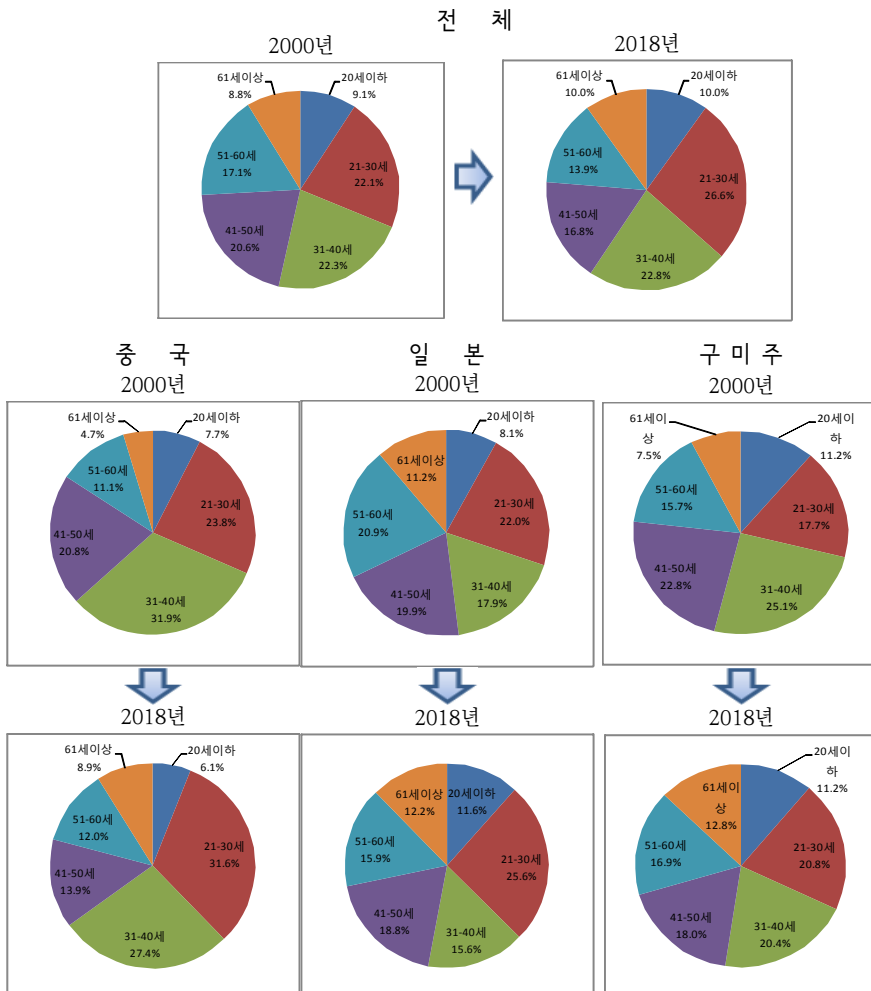 전 체
2000년
61세이상
8.8%
20세이하
9.1%
21-30세
22.1%
31-40세
22.3%
41-50세
20.6%
51-60세
17.1%
2018년
61세이상
10.0%
20세이하
10.0%
21-30세
26.6%
31-40세
22.8%
41-50세
16.8%
51-60세
13.9%
중 국
2000년
61세이상
4.7%
20세이하
7.7%
21-30세
23.8%
31-40세
31.9%
41-50세
20.8%
51-60세
11.1%
일 본
2000년
61세이상
11.2%
20세이하
8.1%
21-30세
22.0%
31-40세
17.9%
41-50세
19.9%
51-60세
20.9%
구 미 주
2000년
61세이
상
7.5%
20세이
하
11.2%
21-30세
17.7%
31-40세
25.1%
41-50세
22.8%
51-60세
15.7%
2018년
61세이상
8.9%
20세이하
6.1%
21-30세
31.6%
31-40세
27.4%
41-50세
13.9%
51-60세
12.0%
2018년
61세이상
12.2%
20세이하
11.6%
21-30세
25.6%
31-40세
15.6%
41-50세
18.8%
51-60세
15.9%
2018년
61세이
상
12.8%
20세이
하
11.2%
21-30세
20.8%
31-40세
20.4%
41-50세
18.0%
51-60세
16.9%